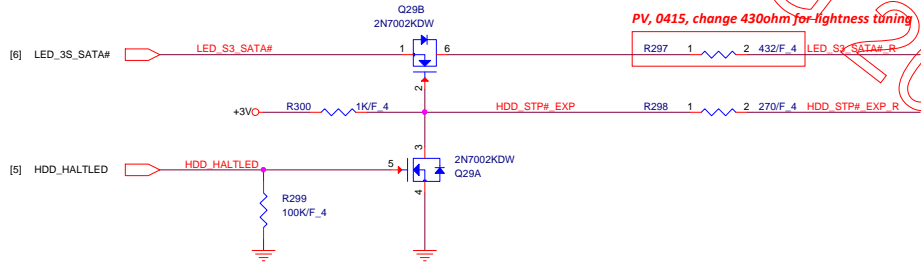 Q29B
2N7002KDW
PV, 0415, change 430ohm for lightness tuning
[6] LED_3S_SATA# LED_S3_SATA# 1 6 R297 1 2 432/F_4 LED_S3_SATA#_R
2
+3V R300 1K/F_4 HDD_STP#_EXP R298 1 2 270/F_4 HDD_STP#_EXP_R
3
[5] HDD_HALTLED HDD_HALTLED 5 2N7002KDW
Q29A
4
R299
100K/F_4